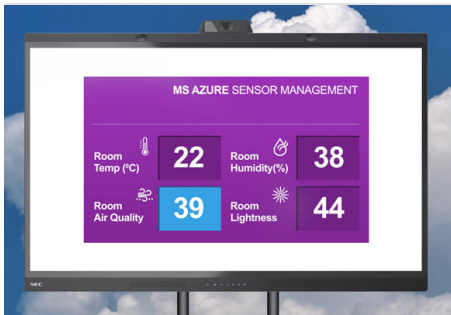 MS AZURE SENSOR MANAGEMENT
Room
Temp (ºC)
22
Room
Humidity(%)
38
Room
Air Quality
39
Room
Lightness
44
NEC